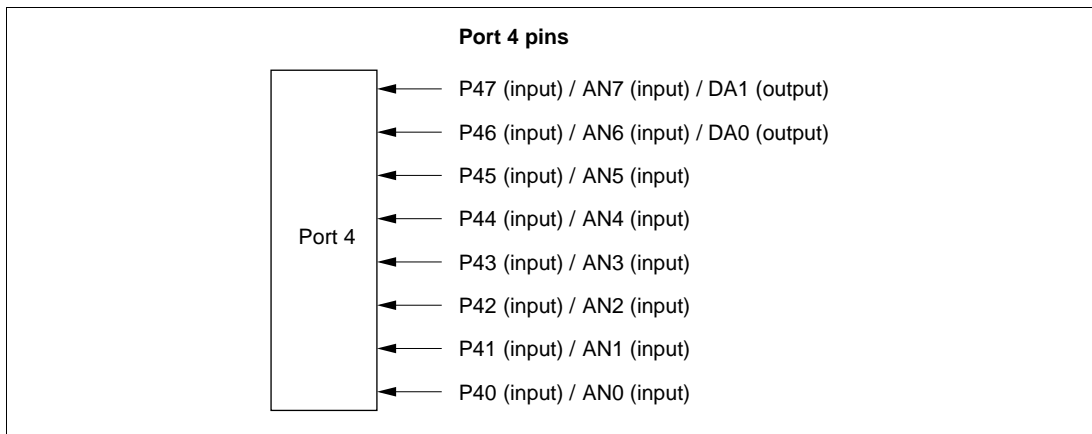 Port 4 pins
P47 (input) / AN7 (input) / DA1 (output)
P46 (input) / AN6 (input) / DA0 (output)
P45 (input) / AN5 (input)
P44 (input) / AN4 (input)
Port 4
P43 (input) / AN3 (input)
P42 (input) / AN2 (input)
P41 (input) / AN1 (input)
P40 (input) / AN0 (input)